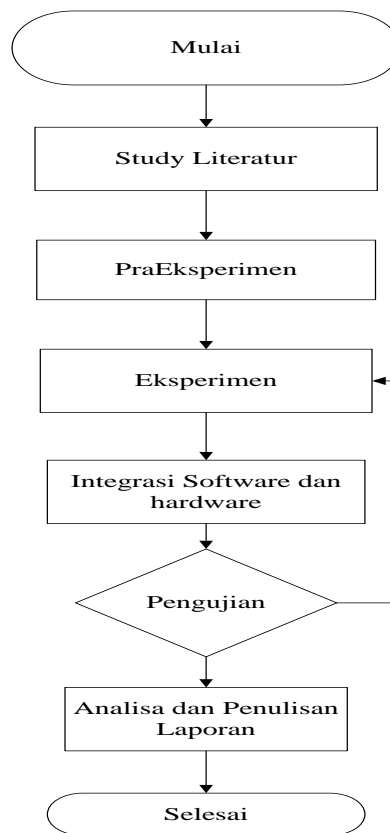 Mulai
Study Literatur
PraEksperimen
Eksperimen
Integrasi Software dan
hardware
Pengujian
Analisa dan Penulisan
Laporan
Selesai